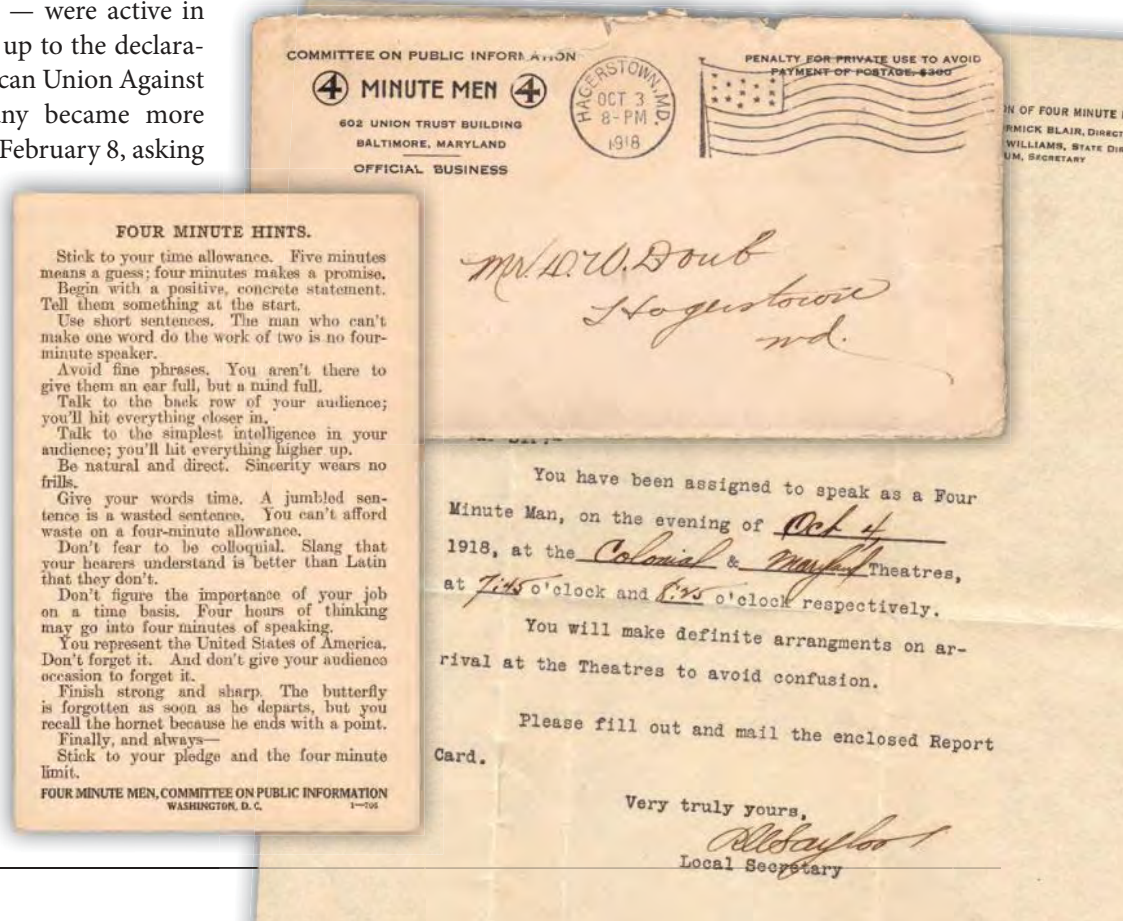 — were active in
up to the declara-
can Union Against
any became more
February 8, asking
COMMITTEE ON PUBLIC INFORMATION
4 MINUTE MEN 4
602 UNION TRUST BUILDING
BALTIMORE, MARYLAND
OFFICIAL BUSINESS
HAGERSTOWN, MD.
OCT 3
8-PM
1918
PENALTY FOR PRIVATE USE TO AVOID
PAYMENT OF POSTAGE, $300
Mr. D. W. Doub
Hagerstown
Md.
N OF FOUR MINUTE
RMICK BLAIR, DIRECT
WILLIAMS, STATE DIR
UM, SECRETARY
FOUR MINUTE HINTS.
Stick to your time allowance. Five minutes
means a guess; four minutes makes a promise.
Begin with a positive, concrete statement.
Tell them something at the start.
Use short sentences. The man who can't
make one word do the work of two is no four-
minute speaker.
Avoid fine phrases. You aren't there to
give them an ear full, but a mind full.
Talk to the back row of your audience;
you'll hit everything closer in.
Talk to the simplest intelligence in your
audience; you'll hit everything higher up.
Be natural and direct. Sincerity wears no
frills.
Give your words time. A jumbled sen-
tence is a wasted sentence. You can't afford
waste on a four-minute allowance.
Don't fear to be colloquial. Slang that
your hearers understand is better than Latin
that they don't.
Don't figure the importance of your job
on a time basis. Four hours of thinking
may go into four minutes of speaking.
You represent the United States of America.
Don't forget it. And don't give your audience
occasion to forget it.
Finish strong and sharp. The butterfly
is forgotten as soon as he departs, but you
recall the hornet because he ends with a point.
Finally, and always—
Stick to your pledge and the four minute
limit.
FOUR MINUTE MEN, COMMITTEE ON PUBLIC INFORMATION
WASHINGTON, D. C.
You have been assigned to speak as a Four
Minute Man, on the evening of Oct 4,
1918, at the Colonial & Maryland Theatres,
at 7:45 o'clock and 8:25 o'clock respectively.
You will make definite arrangments on ar-
rival at the Theatres to avoid confusion.
Please fill out and mail the enclosed Report
Card.
Very truly yours,
Local Secretary